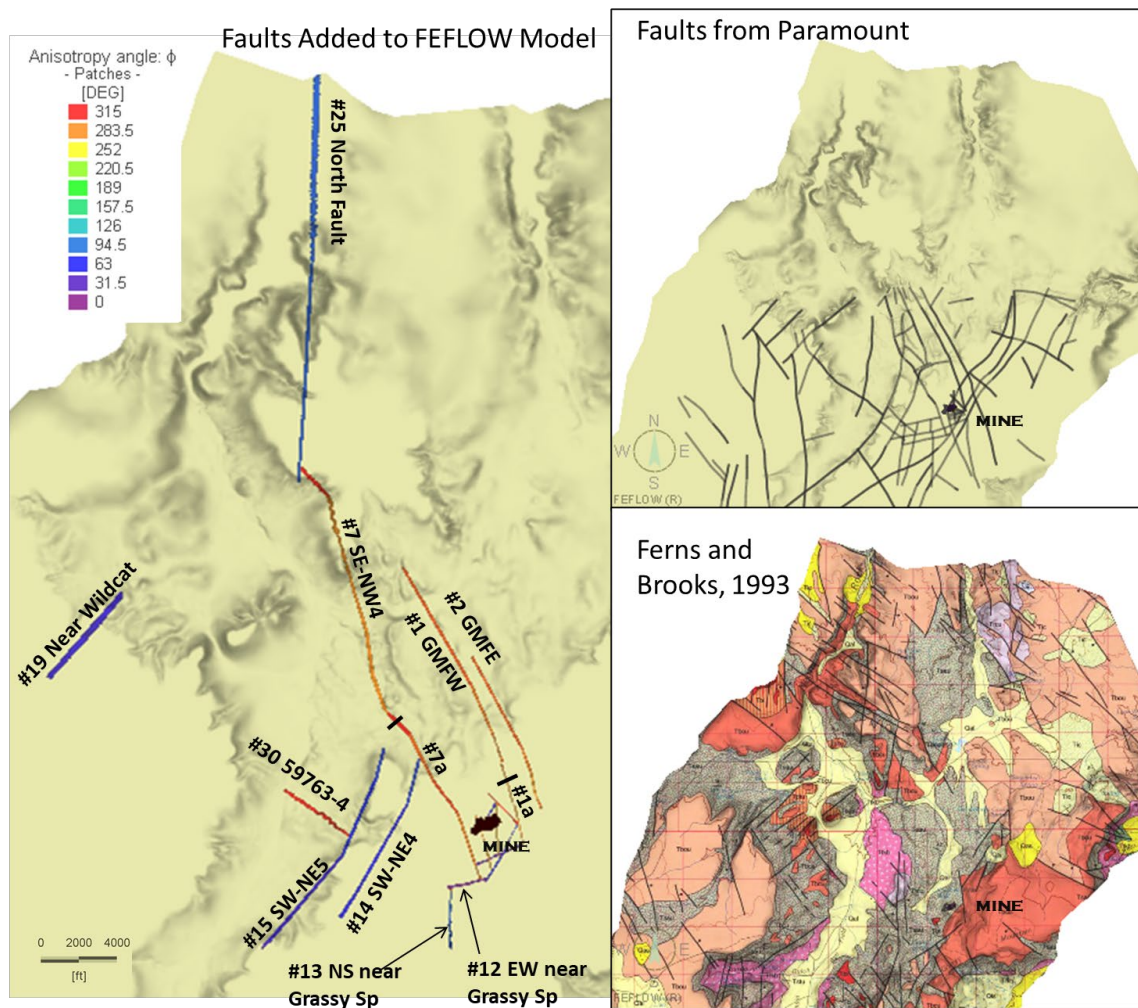 Faults Added to FEFLOW Model
Anisotropy angle: ϕ
- Patches -
[DEG]
315
283.5
252
220.5
189
157.5
126
94.5
63
31.5
0
#25 North Fault
#7 SE-NW4
#2 GMFE
#1 GMFW
#19 Near Wildcat
#7a
#30 59763-4
#1a
MINE
#15 SW-NE5
#14 SW-NE4
0 2000 4000
[ft]
#13 NS near
Grassy Sp
#12 EW near
Grassy Sp
Faults from Paramount
MINE
N
W E
S
FEFLOW (R)
Ferns and
Brooks, 1993
MINE